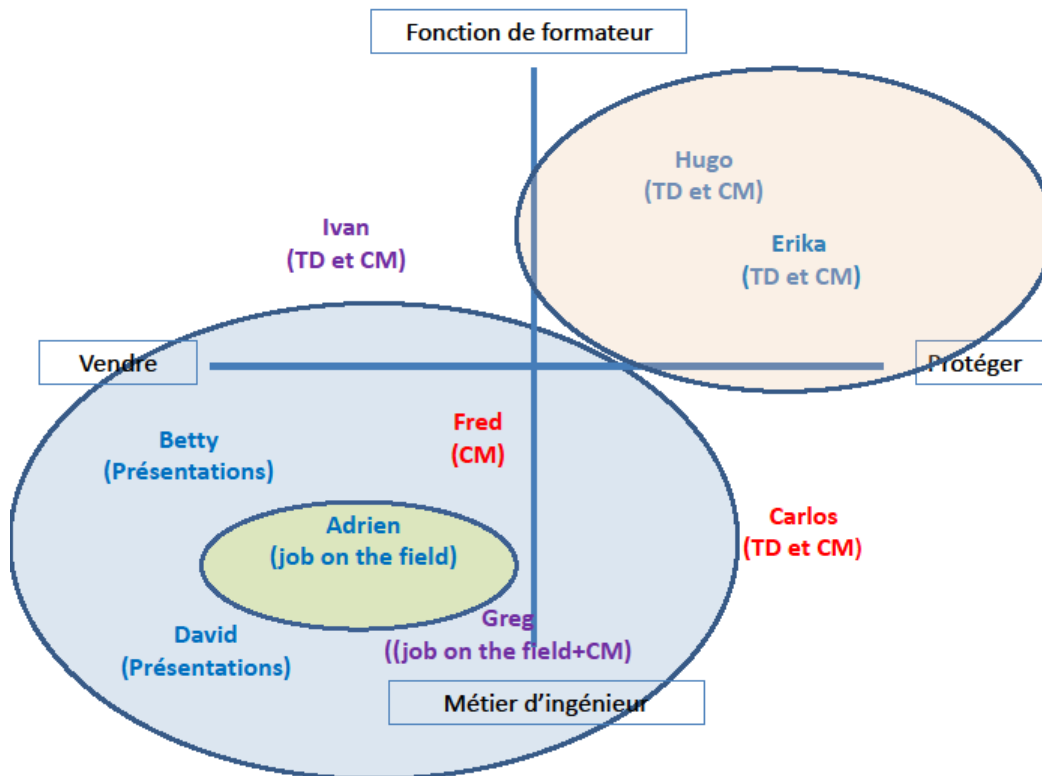 Fonction de formateur
Hugo
(TD et CM)
Ivan
(TD et CM)
Erika
(TD et CM)
Vendre
Protéger
Fred
(CM)
Betty
(Présentations)
Adrien
(job on the field)
Carlos
(TD et CM)
Greg
((job on the field+CM)
David
(Présentations)
Métier d'ingénieur